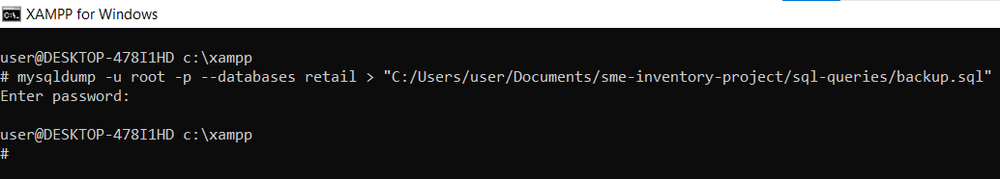 XAMPP for Windows
user@DESKTOP-478I1HD c:\xampp
# mysqldump -u root -p --databases retail > "C:/Users/user/Documents/sme-inventory-project/sql-queries/backup.sql"
Enter password:
user@DESKTOP-478I1HD c:\xampp
#